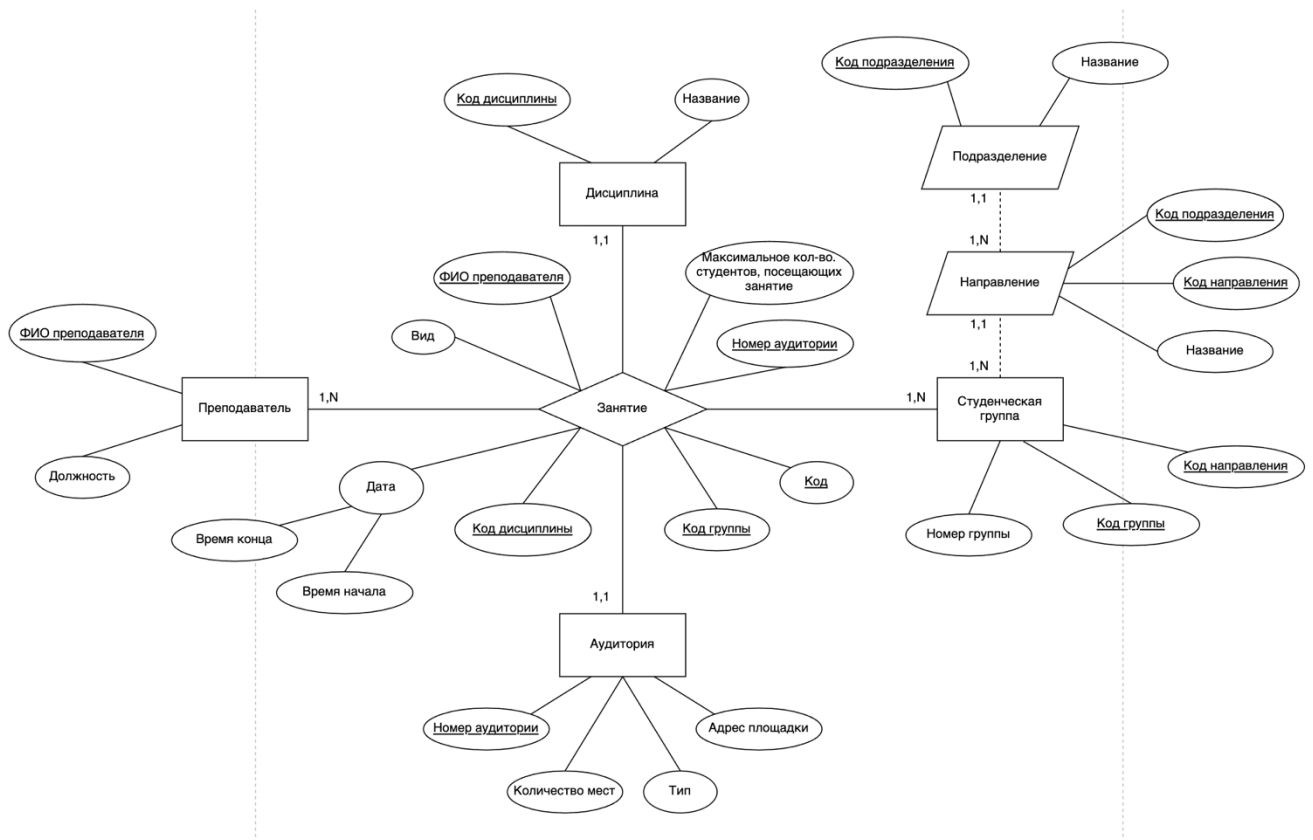 Код подразделения
Название
Код дисциплины
Название
Подразделение
Дисциплина
1,1
Код подразделения
1,1
1,N
Максимальное кол-во.
студентов, посещающих
занятие
ФИО преподавателя
Направление
Код направления
ФИО преподавателя
Вид
Номер аудитории
1,1
Название
1,N
Преподаватель
1,N
Занятие
1,N
Студенческая
группа
Код направления
Должность
Дата
Код
Код дисциплины
Код группы
Номер группы
Код группы
Время конца
Время начала
1,1
Аудитория
Номер аудитории
Адрес площадки
Количество мест
Тип